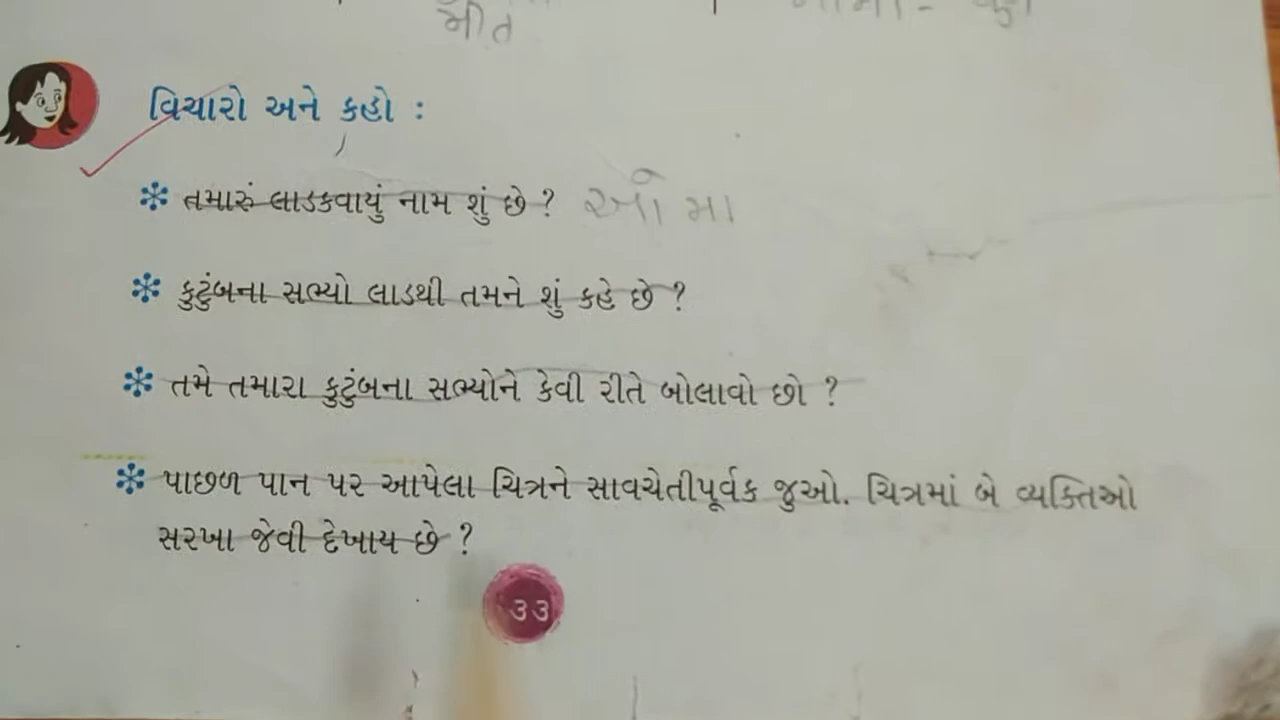 મીત
વિચારો અને કહો :
તમારું લાડકવાયું નામ શું છે ? ઓમા
કુટુંબના સભ્યો લાડથી તમને શું કહે છે ?
તમે તમારા કુટુંબના સભ્યોને કેવી રીતે બોલાવો છો ?
પાછળ પાન પર આપેલા ચિત્રને સાવચેતીપૂર્વક જુઓ. ચિત્રમાં બે વ્યક્તિઓ
સરખા જેવી દેખાય છે ?
૩૩